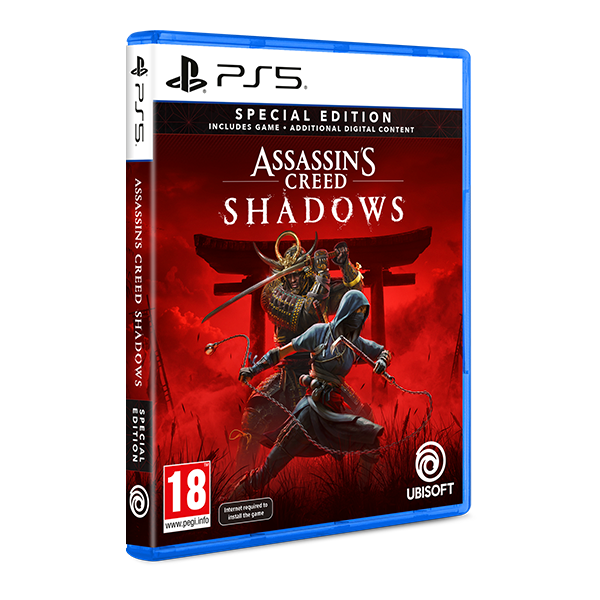 PS5
SPECIAL EDITION
INCLUDES GAME • ADDITIONAL DIGITAL CONTENT
ASSASSIN'S
CREED
SHADOWS
18
www.pegi.info
Internet required to
install the game
UBISOFT
PS5
ASSASSIN'S CREED SHADOWS
SPECIAL
EDITION